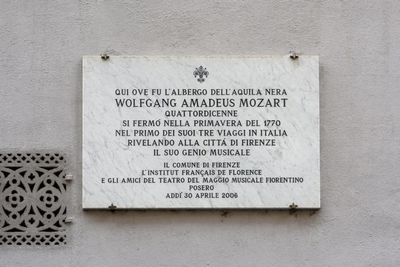 QUI OVE FU L'ALBERGO DELL'AQUILA NERA
WOLFGANG AMADEUS MOZART
QUATTORDICENNE
SI FERMÒ NELLA PRIMAVERA DEL 1770
NEL PRIMO DEI SUOI TRE VIAGGI IN ITALIA
RIVELANDO ALLA CITTÀ DI FIRENZE
IL SUO GENIO MUSICALE
IL COMUNE DI FIRENZE
L'INSTITUT FRANÇAIS DE FLORENCE
E GLI AMICI DEL TEATRO DEL MAGGIO MUSICALE FIORENTINO
POSERO
ADDÌ 30 APRILE 2006